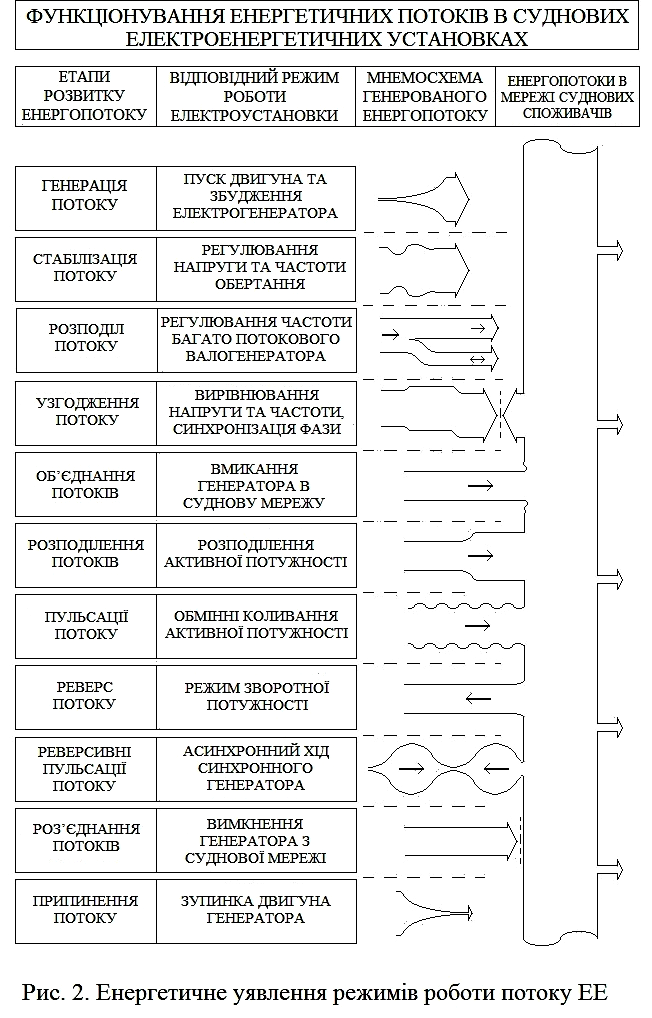 ФУНКЦІОНУВАННЯ ЕНЕРГЕТИЧНИХ ПОТОКІВ В СУДНОВИХ
ЕЛЕКТРОЕНЕРГЕТИЧНИХ УСТАНОВКАХ
ЕТАПИ
РОЗВИТКУ
ЕНЕРГОПОТОКУ
ВІДПОВІДНИЙ РЕЖИМ
РОБОТИ
ЕЛЕКТРОУСТАНОВКИ
МНЕМОСХЕМА
ГЕНЕРОВАНОГО
ЕНЕРГОПОТОКУ
ЕНЕРГОПОТОКИ В
МЕРЕЖІ СУДНОВИХ
СПОЖИВАЧІВ
ГЕНЕРАЦІЯ
ПОТОКУ
ПУСК ДВИГУНА ТА
ЗБУДЖЕННЯ
ЕЛЕКТРОГЕНЕРАТОРА
СТАБІЛІЗАЦІЯ
ПОТОКУ
РЕГУЛЮВАННЯ
НАПРУГИ ТА ЧАСТОТИ
ОБЕРТАННЯ
РОЗПОДІЛ
ПОТОКУ
РЕГУЛЮВАННЯ ЧАСТОТИ
БАГАТО ПОТОКОВОГО
ВАЛОГЕНЕРАТОРА
УЗГОДЖЕННЯ
ПОТОКУ
ВИРІВНЮВАННЯ
НАПРУГИ ТА ЧАСТОТИ,
СИНХРОНІЗАЦІЯ ФАЗИ
ОБ’ЄДНАННЯ
ПОТОКІВ
ВМИКАННЯ
ГЕНЕРАТОРА В
СУДНОВУ МЕРЕЖУ
РОЗПОДІЛЕННЯ
ПОТОКІВ
РОЗПОДІЛЕННЯ
АКТИВНОЇ ПОТУЖНОСТІ
ПУЛЬСАЦІЇ
ПОТОКУ
ОБМІННІ КОЛИВАННЯ
АКТИВНОЇ ПОТУЖНОСТІ
РЕВЕРС
ПОТОКУ
РЕЖИМ ЗВОРОТНОЇ
ПОТУЖНОСТІ
РЕВЕРСИВНІ
ПУЛЬСАЦІЇ
ПОТОКУ
АСИНХРОННИЙ ХІД
СИНХРОННОГО
ГЕНЕРАТОРА
РОЗ’ЄДНАННЯ
ПОТОКІВ
ВИМКНЕННЯ
ГЕНЕРАТОРА З
СУДНОВОЇ МЕРЕЖІ
ПРИПИНЕННЯ
ПОТОКУ
ЗУПИНКА ДВИГУНА
ГЕНЕРАТОРА
Рис. 2. Енергетичне уявлення режимів роботи потоку ЕЕ